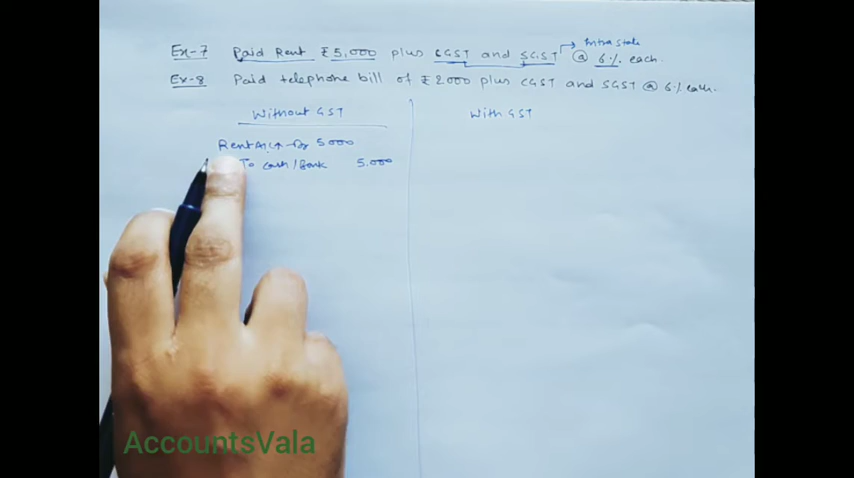 Intra State
Ex-7 Paid Rent ₹5,000 plus CGST and SGST @ 6% each.
Ex-8 Paid telephone bill of ₹2000 plus CGST and SGST @ 6% each.
Without GST
With GST
Rent A/c Dr 5000
To cash/Bank 5,000
AccountsVala